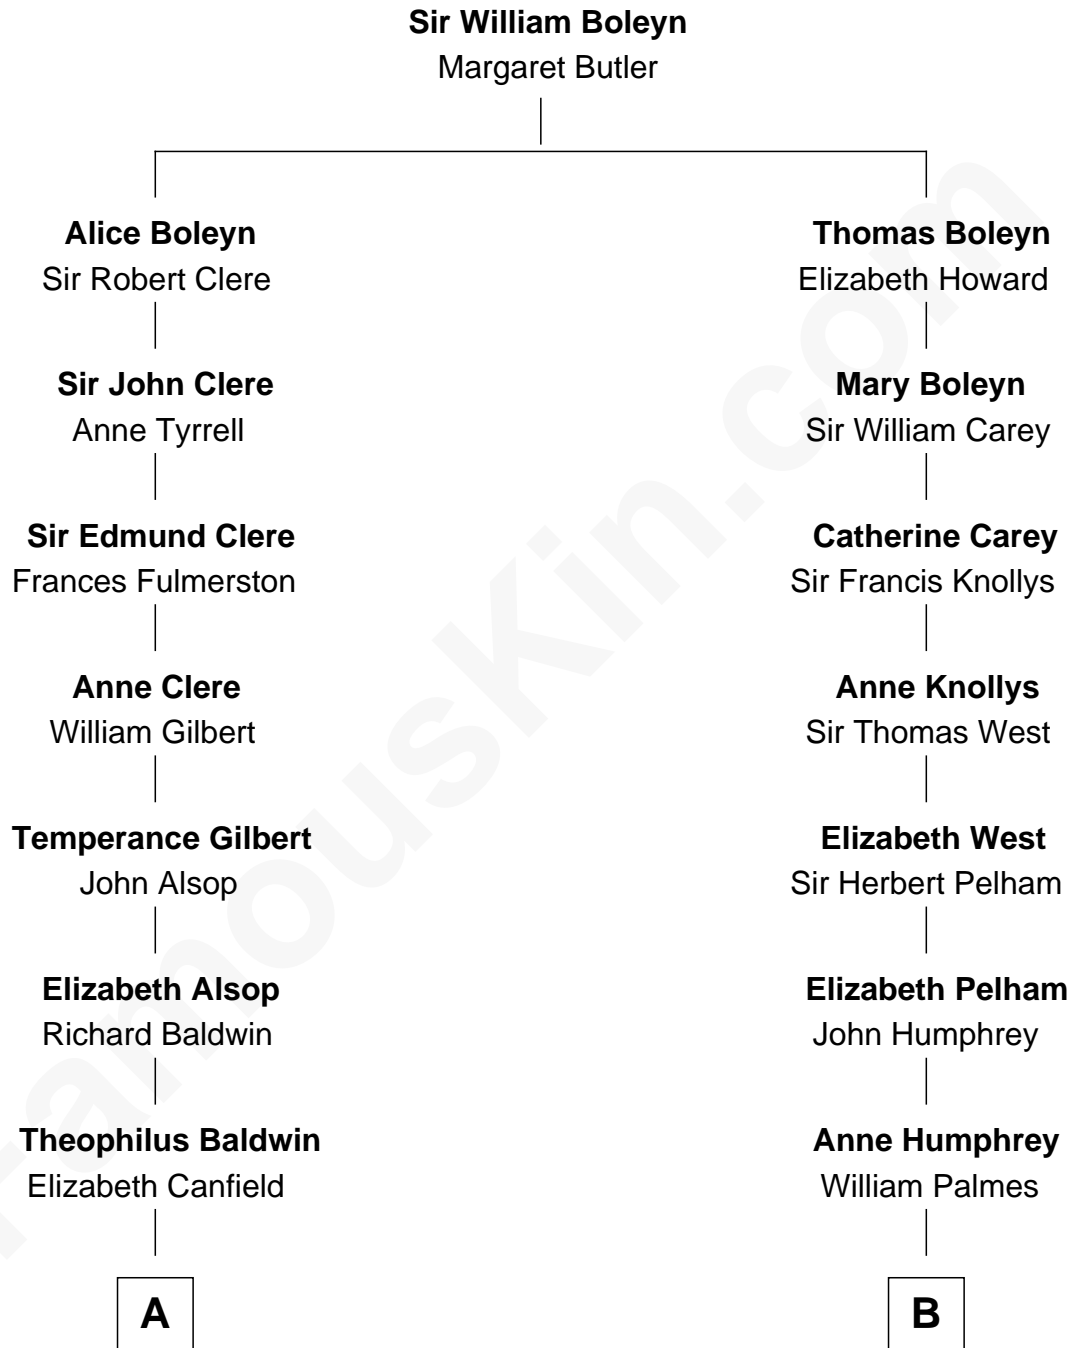 Sir William Boleyn
Margaret Butler
Alice Boleyn
Sir Robert Clere
Thomas Boleyn
Elizabeth Howard
Sir John Clere
Anne Tyrrell
Mary Boleyn
Sir William Carey
Sir Edmund Clere
Frances Fulmerston
Catherine Carey
Sir Francis Knollys
Anne Clere
William Gilbert
Anne Knollys
Sir Thomas West
Temperance Gilbert
John Alsop
Elizabeth West
Sir Herbert Pelham
Elizabeth Alsop
Richard Baldwin
Elizabeth Pelham
John Humphrey
Theophilus Baldwin
Elizabeth Canfield
Anne Humphrey
William Palmes
A
B
FamousKin.com